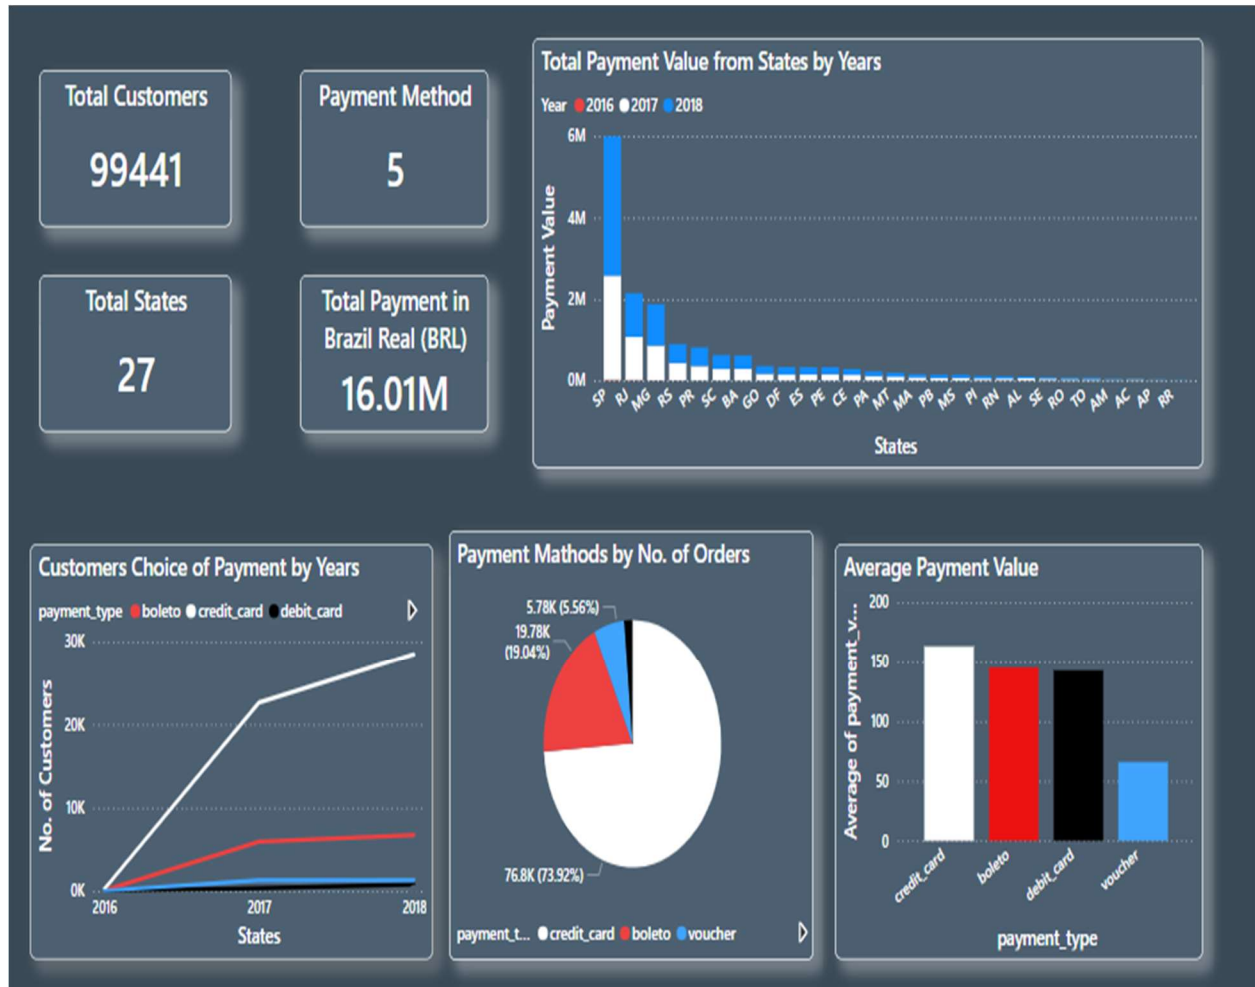 Total Customers
99441
Payment Method
5
Total States
27
Total Payment in
Brazil Real (BRL)
16.01M
Total Payment Value from States by Years
Year 2016 2017 2018
6M
4M
2M
0M
Payment Value
SP RJ MG RS PR SC BA GO DF ES PE CE PA MT MA PB MS PI RN AL SE RO TO AM AC AP RR
States
Customers Choice of Payment by Years
payment_type boleto credit_card debit_card
30K
20K
10K
0K
No. of Customers
2016 2017 2018
States
Payment Mathods by No. of Orders
5.78K (5.56%)
19.78K
(19.04%)
76.8K (73.92%)
payment_t... credit_card boleto voucher
Average Payment Value
200
150
100
50
0
Average of payment_v...
credit_card boleto debit_card voucher
payment_type